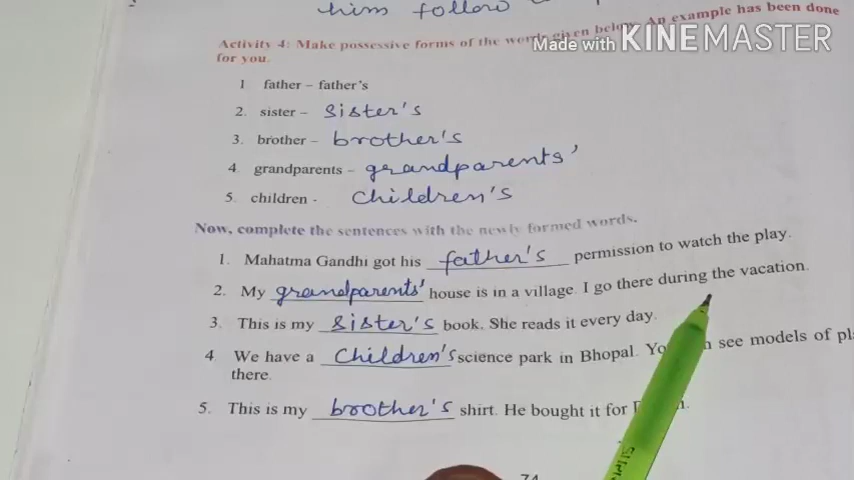 him follow
Activity 4: Make possessive forms of the words given below. An example has been done
for you.
Made with KINEMASTER
1 father – father's
2. sister – sister's
3. brother – brother's
4. grandparents – grandparents'
5. children - children's
Now, complete the sentences with the newly formed words.
1. Mahatma Gandhi got his father's permission to watch the play.
2. My grandparents' house is in a village. I go there during the vacation.
3. This is my sister's book. She reads it every day.
4. We have a children's science park in Bhopal. see models of
there.
5. This is my brother's shirt. He bought it for
74